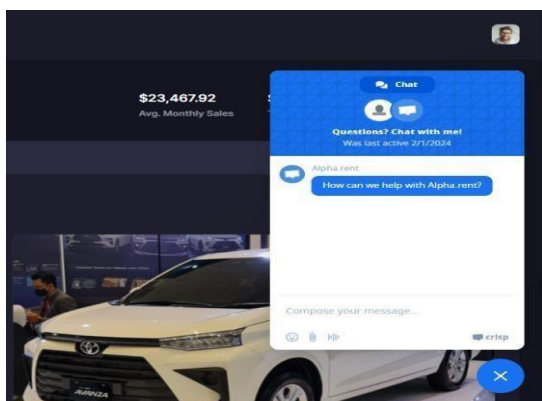 $23,467.92
Avg. Monthly Sales
Chat
Questions? Chat with me!
Was last active 2/1/2024
Alpha.rent
How can we help with Alpha.rent?
Compose your message...
crisp
AVANZA